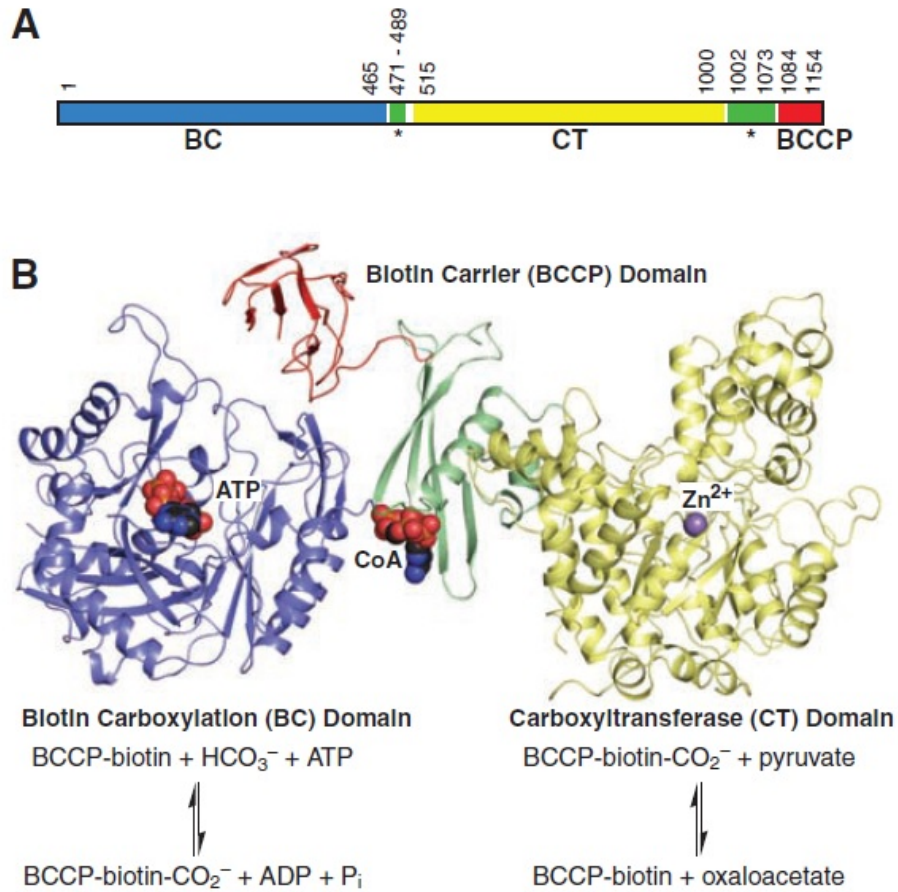 A
1 465 471 - 489 515 1000 1002 1073 1084 1154
BC * CT * BCCP
B
Biotin Carrier (BCCP) Domain
ATP
Zn²⁺
CoA
Biotin Carboxylation (BC) Domain
Carboxyltransferase (CT) Domain
BCCP-biotin + HCO₃⁻ + ATP
BCCP-biotin-CO₂⁻ + pyruvate
BCCP-biotin-CO₂⁻ + ADP + Pᵢ
BCCP-biotin + oxaloacetate